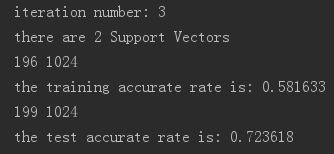 iteration number: 3
there are 2 Support Vectors
196 1024
the training accurate rate is: 0.581633
199 1024
the test accurate rate is: 0.723618